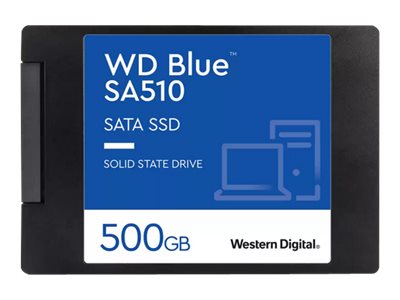 WD Blue™
SA510
SATA SSD
SOLID STATE DRIVE
500GB
Western Digital®